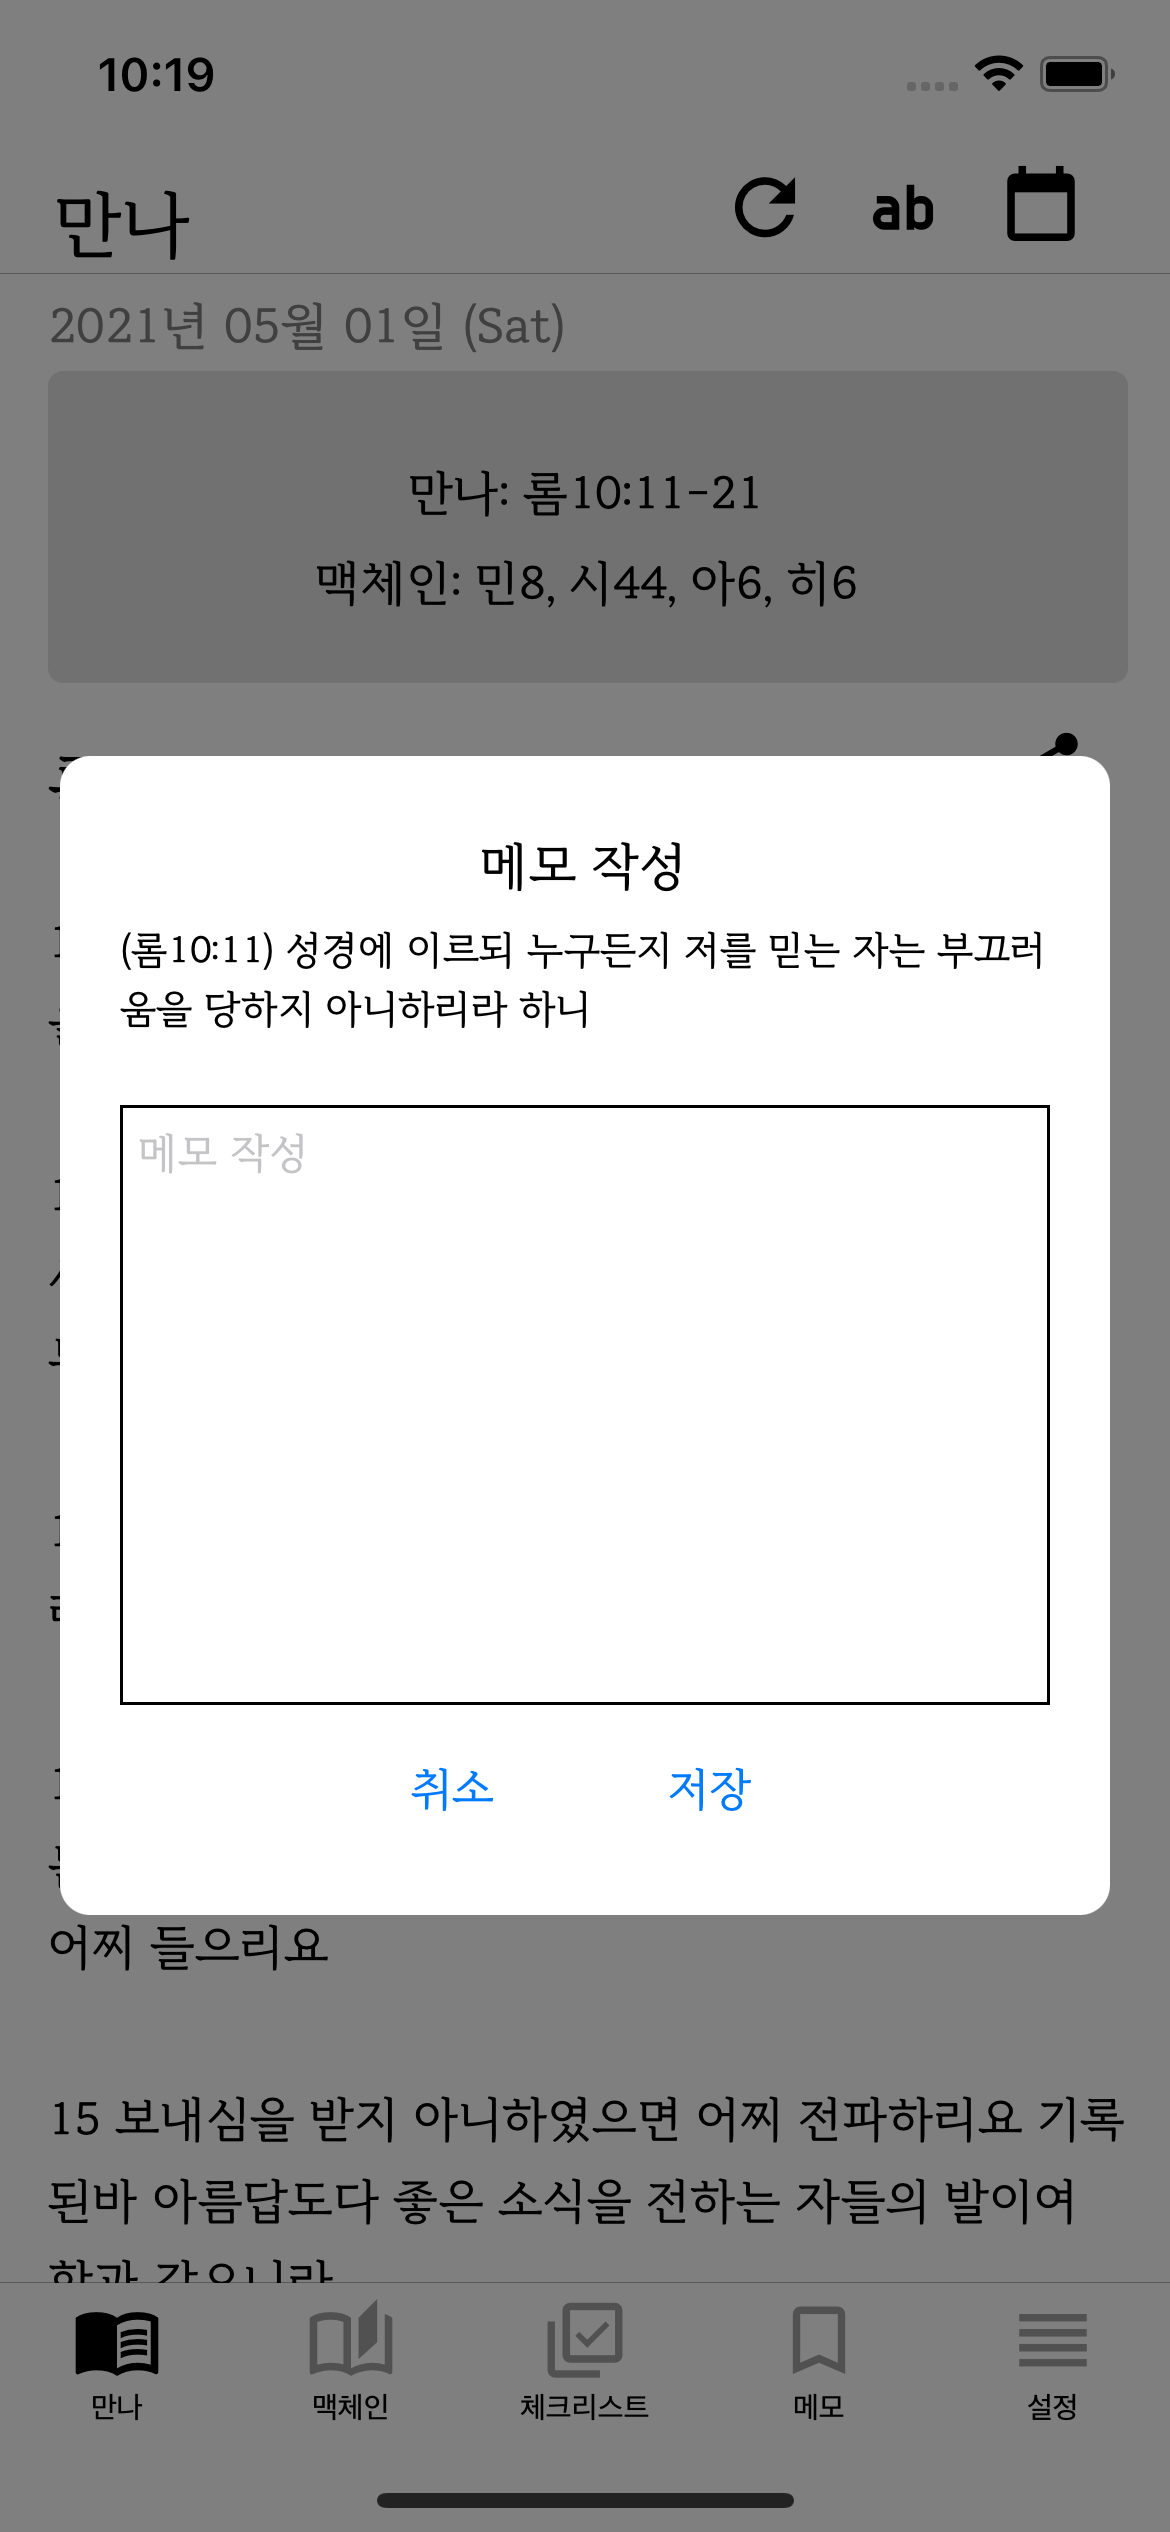 10:19
만나
ab
2021년 05월 01일 (Sat)
만나: 롬10:11-21
맥체인: 민8, 시44, 아6, 히6
메모 작성
(롬10:11) 성경에 이르되 누구든지 저를 믿는 자는 부끄러
움을 당하지 아니하리라 하니
메모 작성
취소 저장
어찌 들으리요
15 보내심을 받지 아니하였으면 어찌 전파하리요 기록
된바 아름답도다 좋은 소식을 전하는 자들의 발이여
함과 같으니라
만나 맥체인 체크리스트 메모 설정